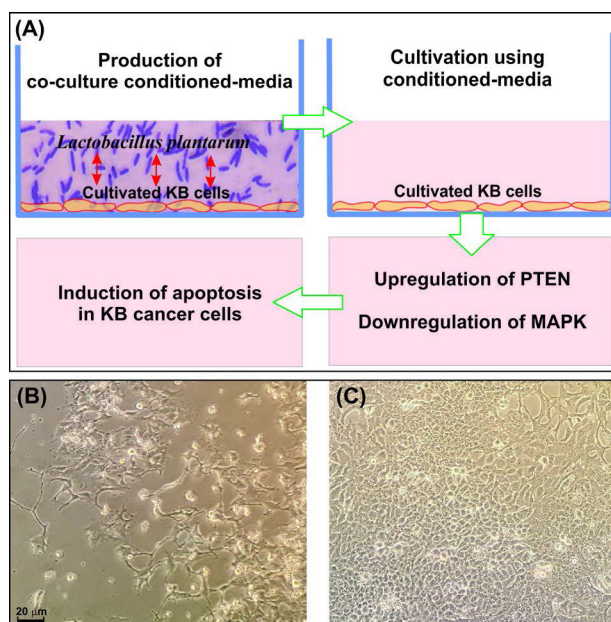 (A)
Production of
co-culture conditioned-media
Lactobacillus plantarum
Cultivated KB cells
Cultivation using
conditioned-media
Cultivated KB cells
Upregulation of PTEN
Downregulation of MAPK
Induction of apoptosis
in KB cancer cells
(B)
20 µm
(C)